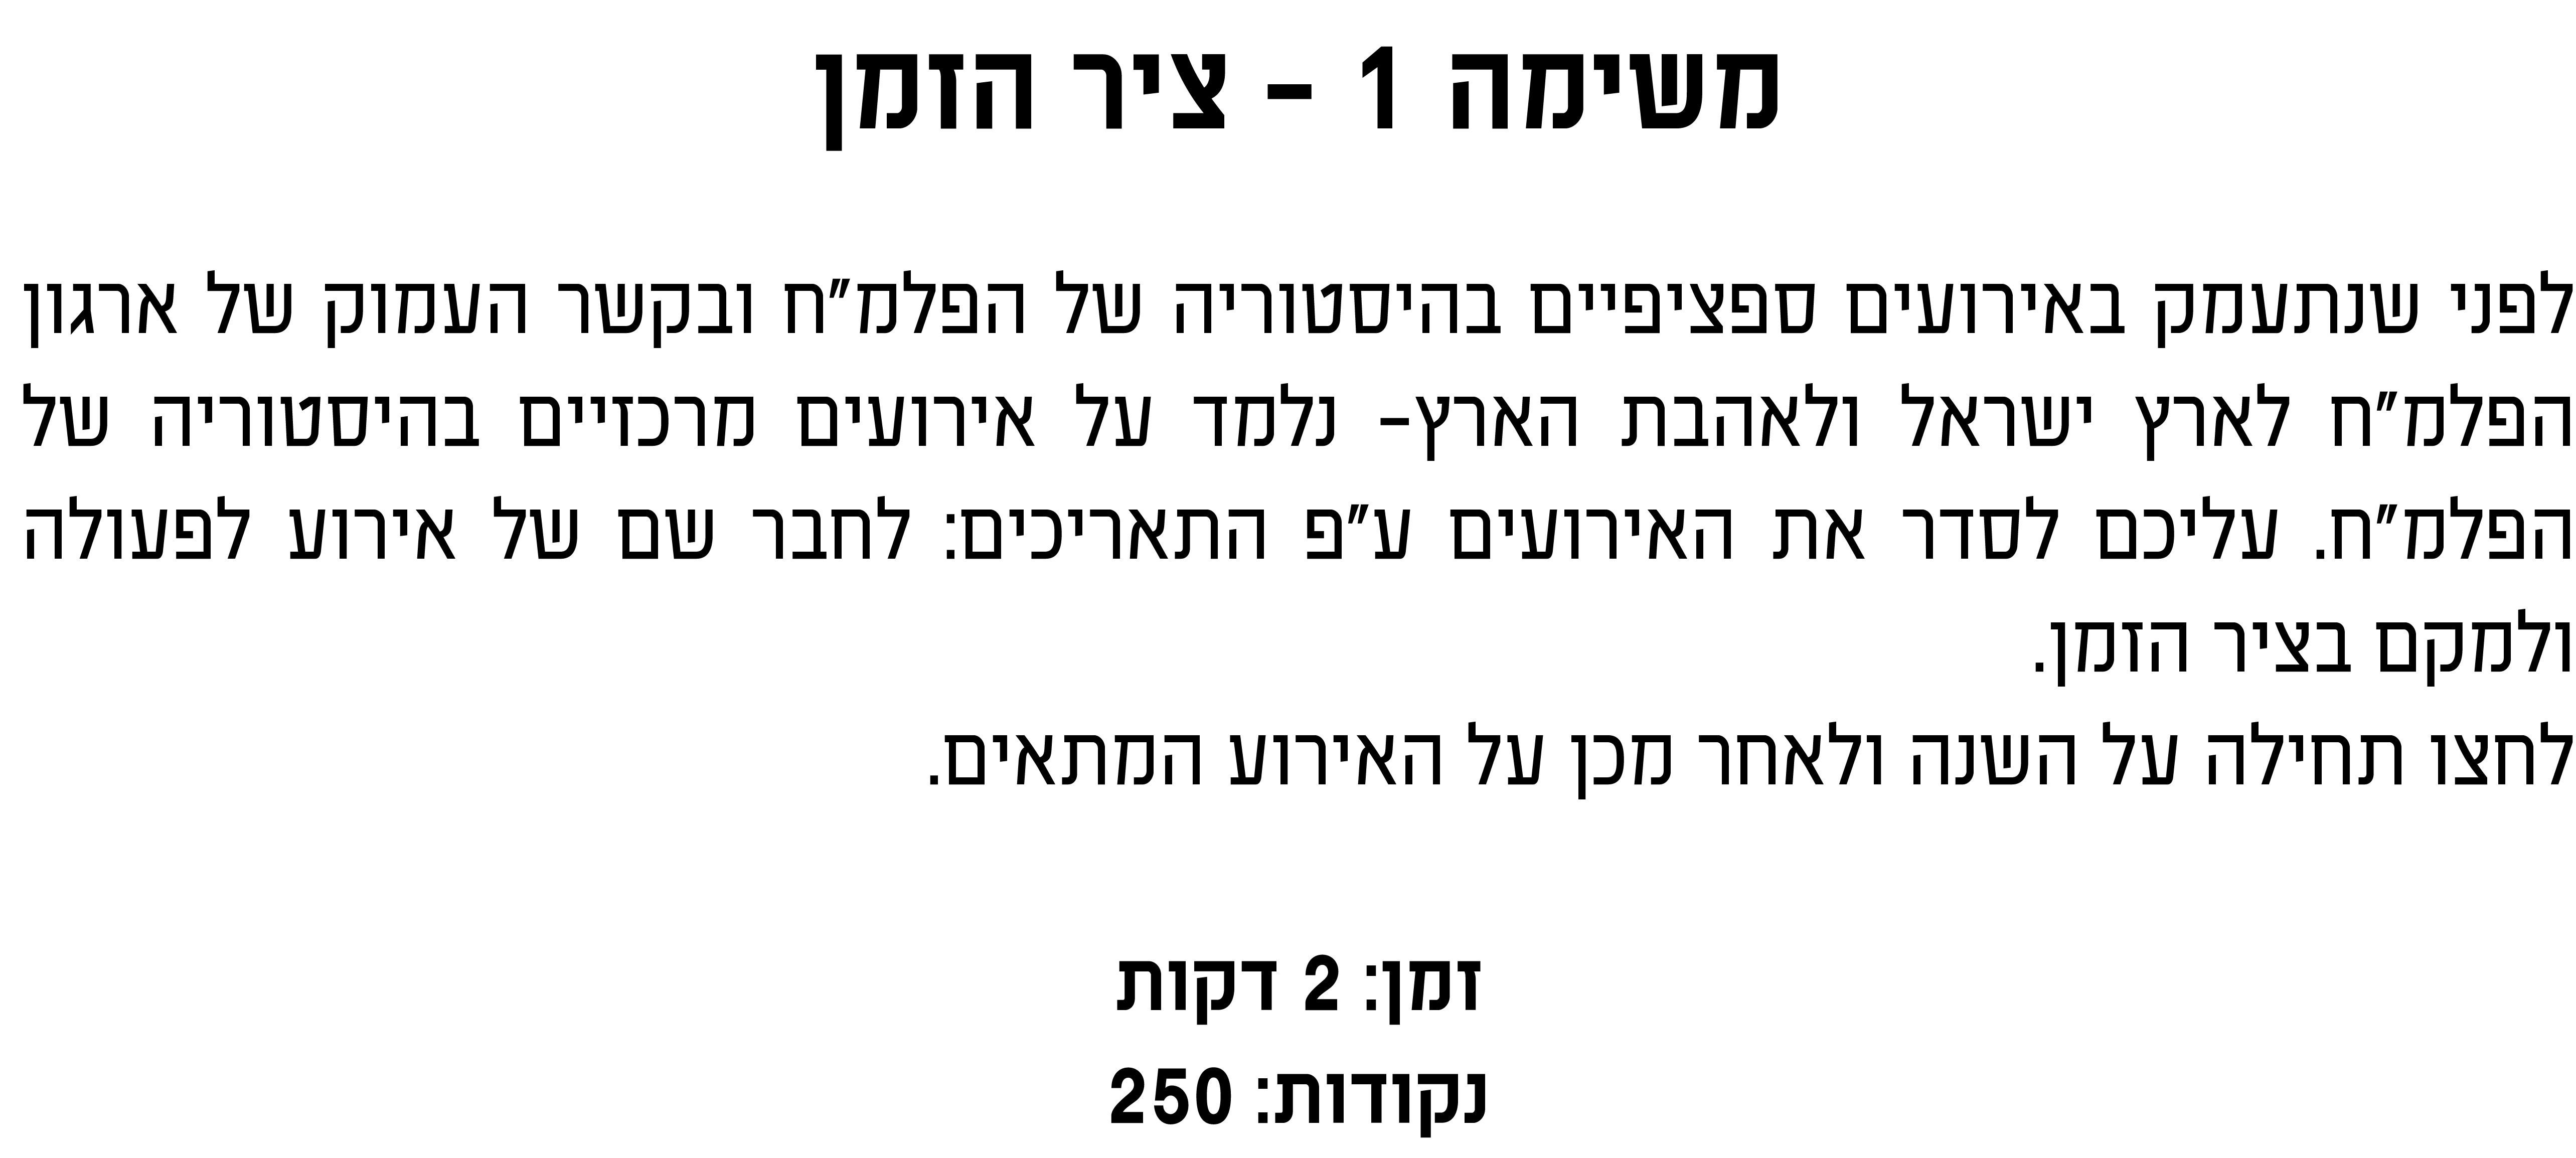 משימה 1 - ציר הזמן
לפני שנתעמק באירועים ספציפיים בהיסטוריה של הפלמ"ח ובקשר העמוק של ארגון
הפלמ"ח לארץ ישראל ולאהבת הארץ- נלמד על אירועים מרכזיים בהיסטוריה של
הפלמ"ח. עליכם לסדר את האירועים ע"פ התאריכים: לחבר שם של אירוע לפעולה
ולמקם בציר הזמן.
לחצו תחילה על השנה ולאחר מכן על האירוע המתאים.
זמן: 2 דקות
נקודות: 250